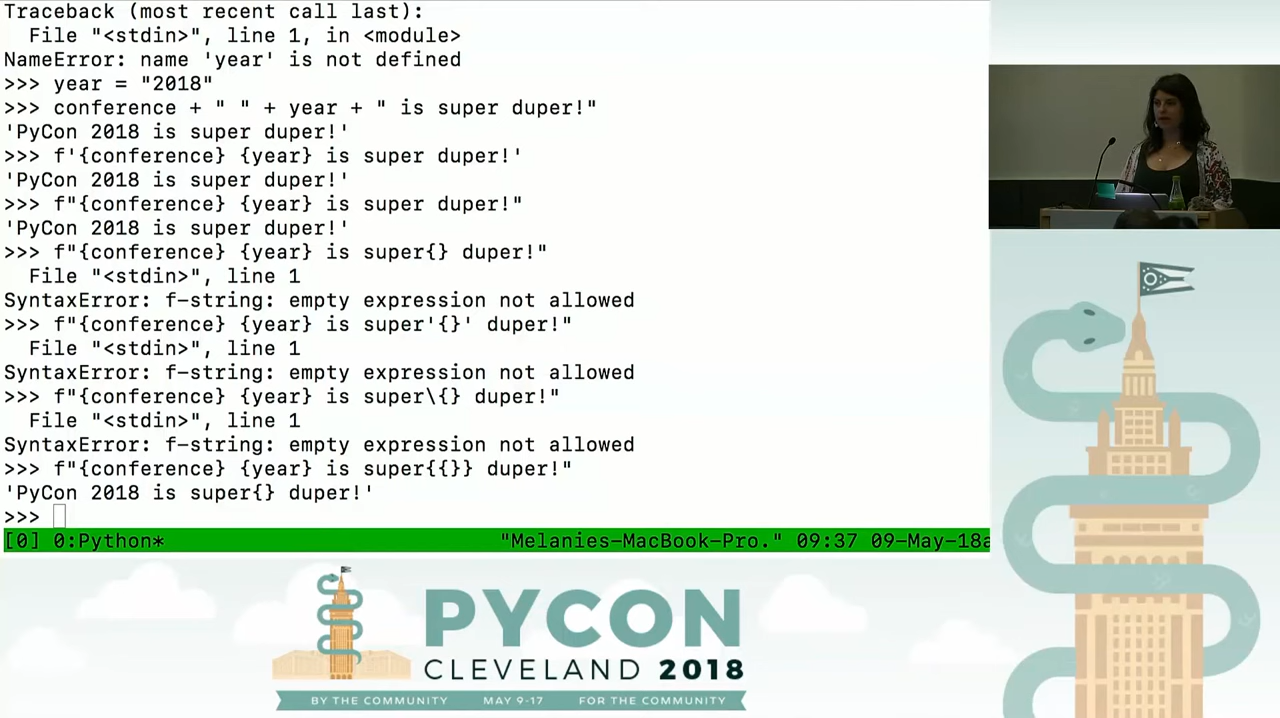 Traceback (most recent call last):
  File "<stdin>", line 1, in <module>
NameError: name 'year' is not defined
>>> year = "2018"
>>> conference + " " + year + " is super duper!"
'PyCon 2018 is super duper!'
>>> f'{conference} {year} is super duper!'
'PyCon 2018 is super duper!'
>>> f"{conference} {year} is super duper!"
'PyCon 2018 is super duper!'
>>> f"{conference} {year} is super{} duper!"
  File "<stdin>", line 1
SyntaxError: f-string: empty expression not allowed
>>> f"{conference} {year} is super'{}' duper!"
  File "<stdin>", line 1
SyntaxError: f-string: empty expression not allowed
>>> f"{conference} {year} is super\{} duper!"
  File "<stdin>", line 1
SyntaxError: f-string: empty expression not allowed
>>> f"{conference} {year} is super{{}} duper!"
'PyCon 2018 is super{} duper!'
>>>
[0] 0:Python* "Melanies-MacBook-Pro." 09:37 09-May-18a
PYCON
CLEVELAND 2018
BY THE COMMUNITY MAY 9-17 FOR THE COMMUNITY